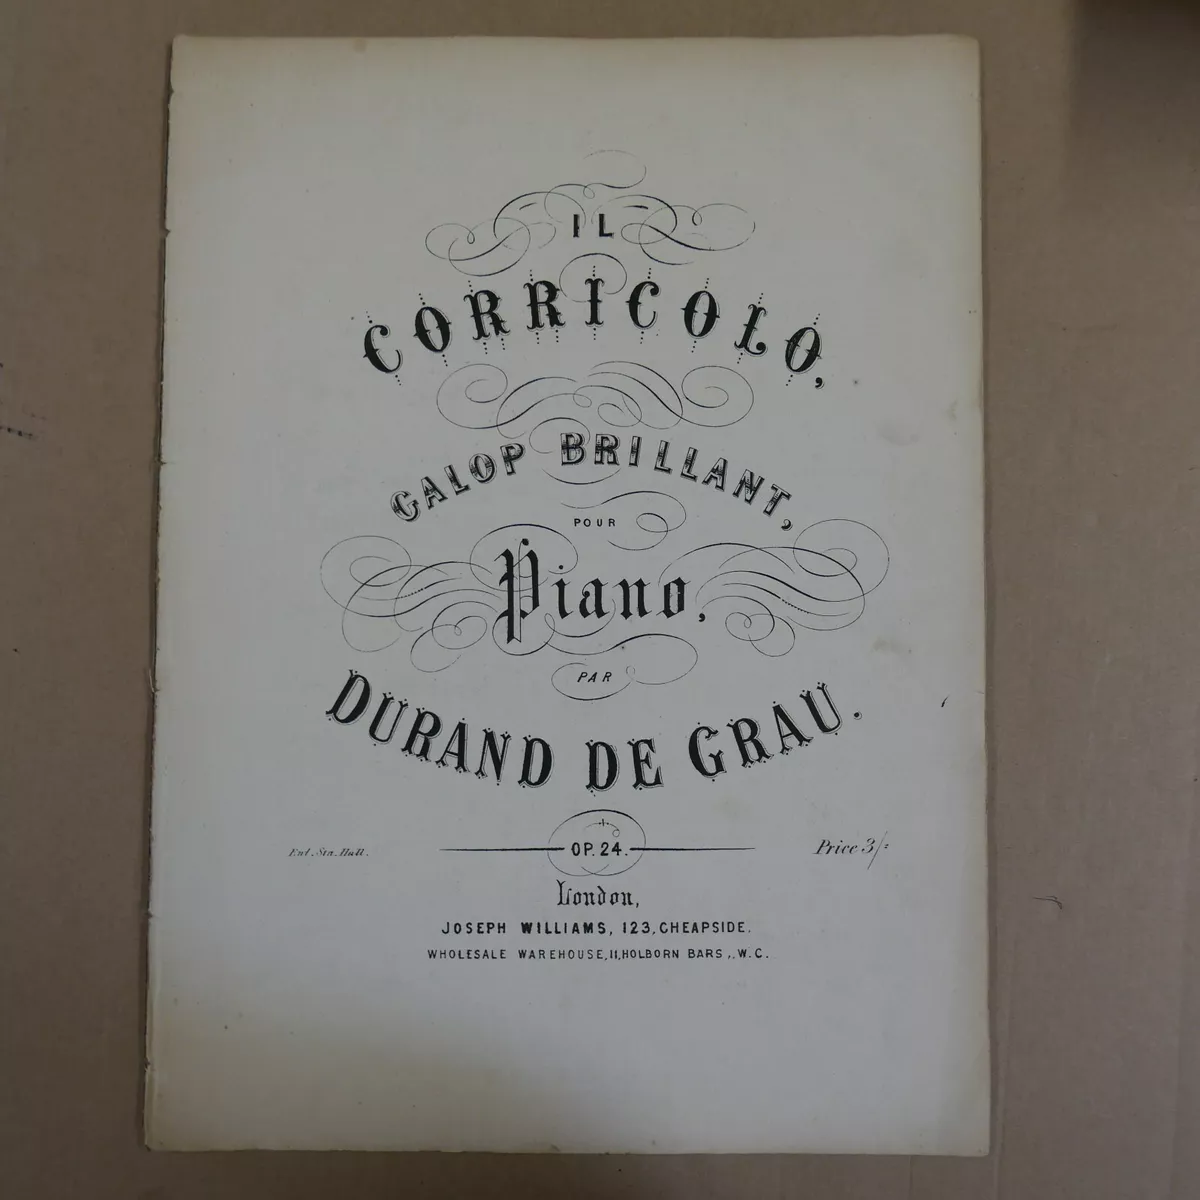 IL
CORRICOLO,
GALOP BRILLANT,
POUR
Piano,
PAR
DURAND DE GRAU.
OP. 24.
Ent. Sta. Hall.
Price 3/=
London,
JOSEPH WILLIAMS, 123, CHEAPSIDE.
WHOLESALE WAREHOUSE, 11, HOLBORN BARS,. W.C.